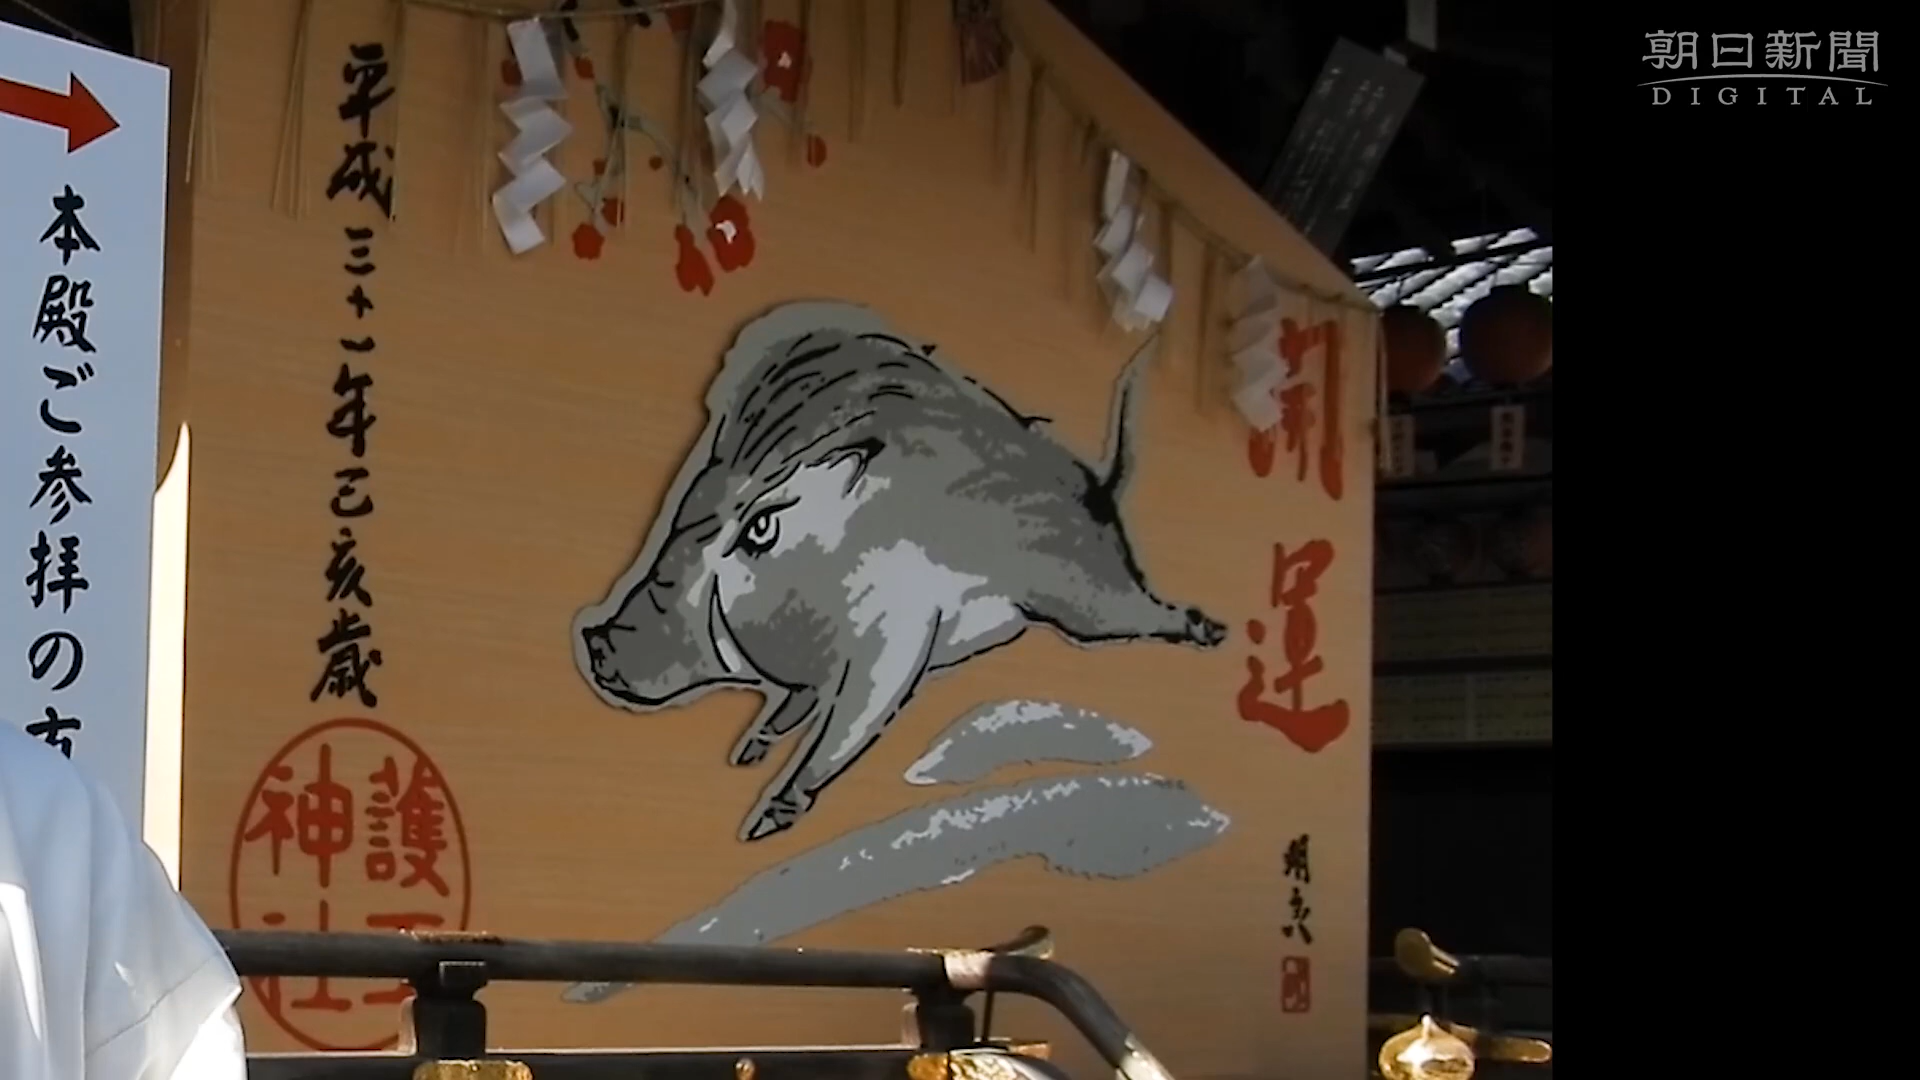 朝日新聞
DIGITAL
開運
平成三十一年己亥歳
護王
神社
本殿ご参拝の方